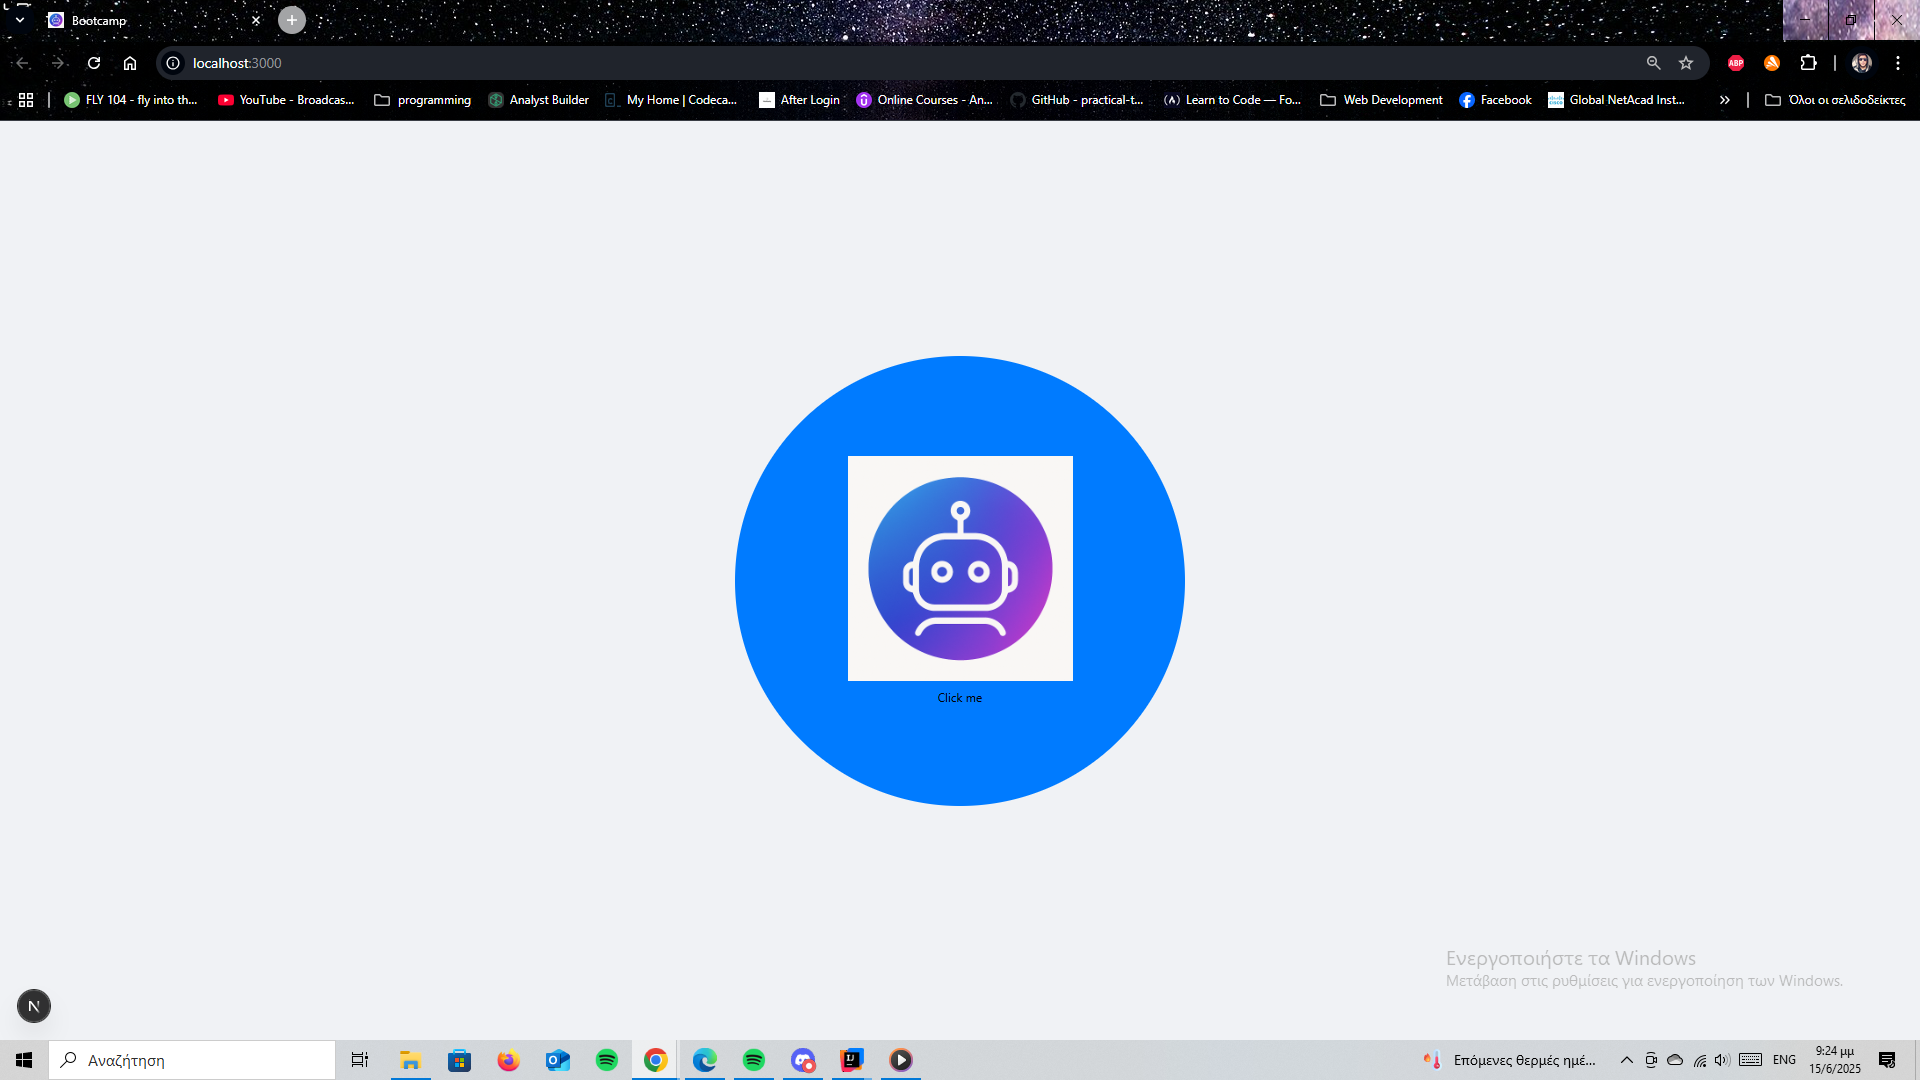 Bootcamp
localhost:3000
ABP
FLY 104 - fly into th...
YouTube - Broadcas...
programming
Analyst Builder
My Home | Codeca...
After Login
Online Courses - An...
GitHub - practical-t...
Learn to Code — Fo...
Web Development
Facebook
Global NetAcad Inst...
Όλοι οι σελιδοδείκτες
Click me
Ενεργοποιήστε τα Windows
Μετάβαση στις ρυθμίσεις για ενεργοποίηση των Windows.
N
Αναζήτηση
Επόμενες θερμές ημέ...
ENG
9:24 μμ
15/6/2025